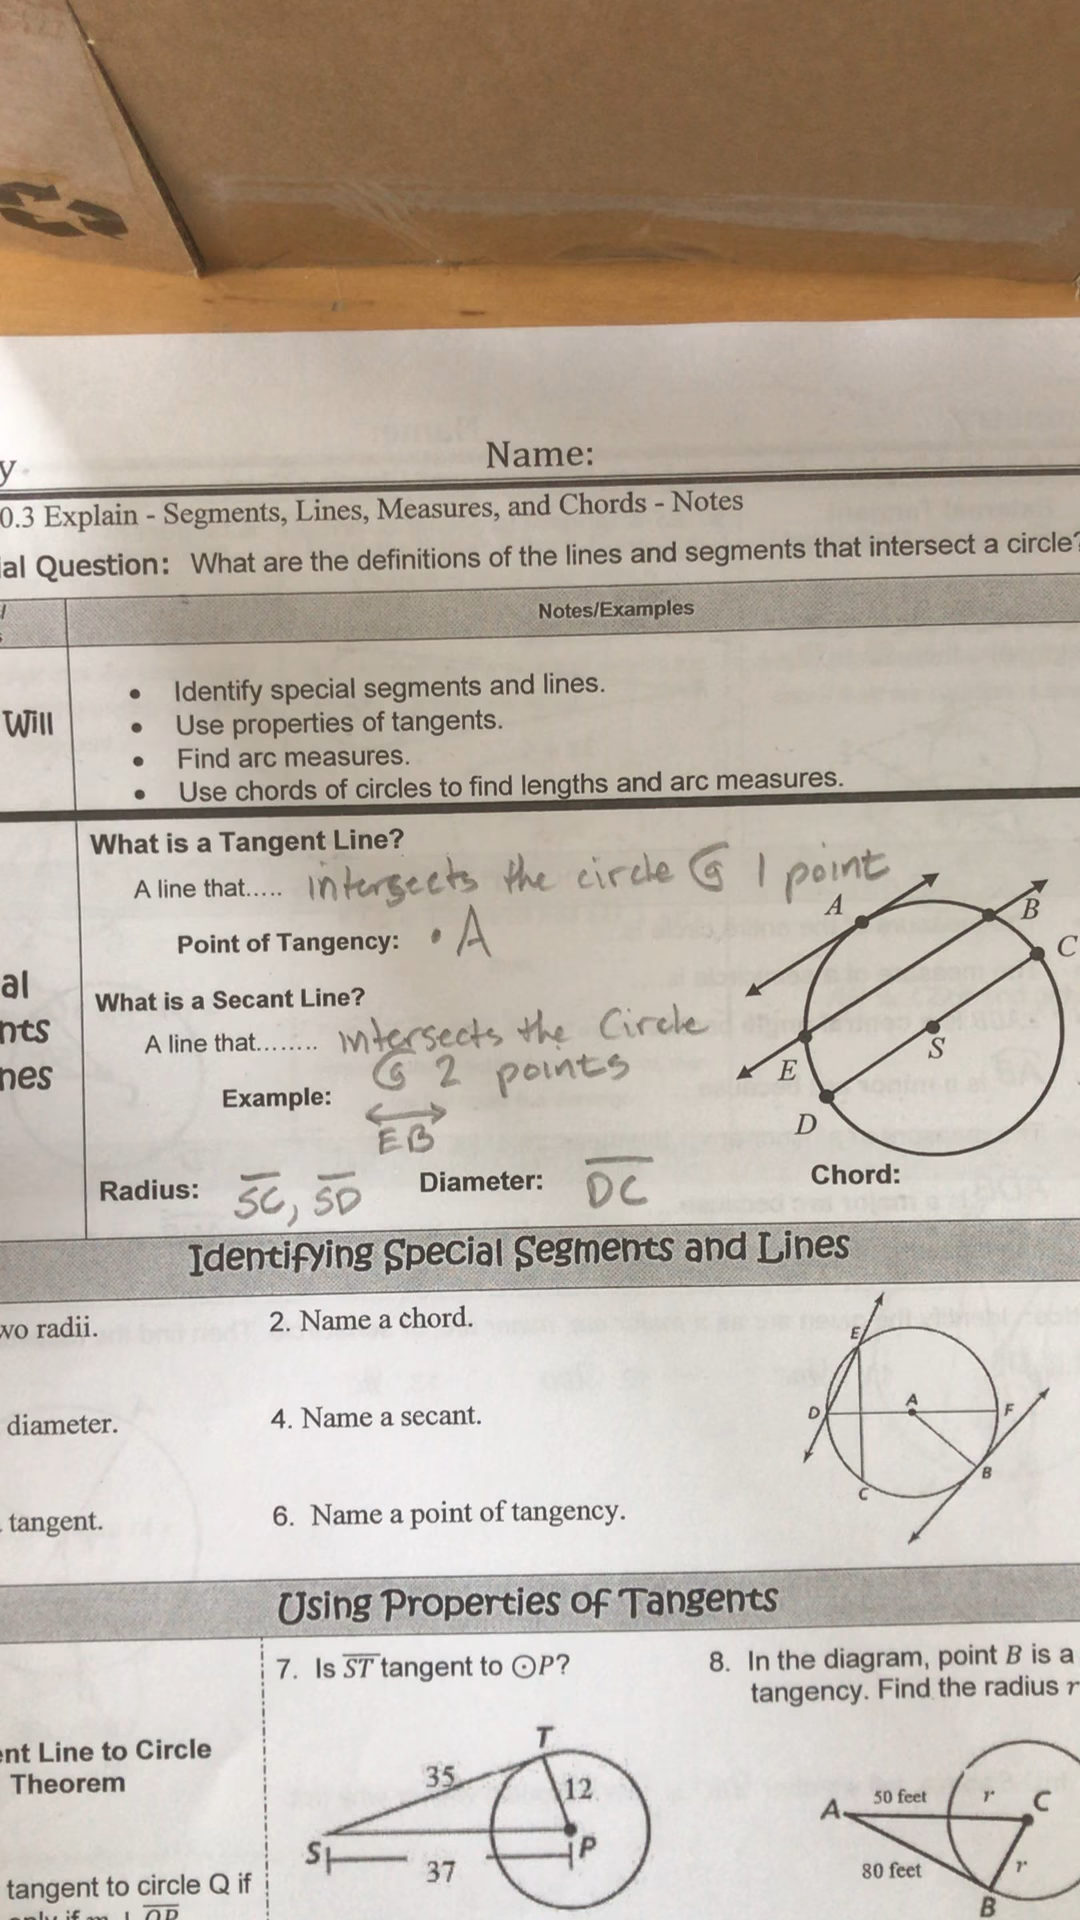 y
Name:
0.3 Explain - Segments, Lines, Measures, and Chords - Notes
ial Question: What are the definitions of the lines and segments that intersect a circle?
Notes/Examples
Will
• Identify special segments and lines.
• Use properties of tangents.
• Find arc measures.
• Use chords of circles to find lengths and arc measures.
What is a Tangent Line?
A line that..... intersects the circle @ 1 point
Point of Tangency: • A
What is a Secant Line?
A line that........ intersects the Circle
@ 2 points
Example:
EB
al
nts
nes
A
B
C
S
E
D
Radius: SC, SD Diameter: DC Chord:
Identifying Special Segments and Lines
wo radii. 2. Name a chord.
diameter. 4. Name a secant.
tangent. 6. Name a point of tangency.
E
A
D
F
B
C
Using Properties of Tangents
7. Is ST tangent to ⊙P?
8. In the diagram, point B is a
tangency. Find the radius r
ent Line to Circle
Theorem
tangent to circle Q if
only if m ⊥ QP
T
35
12
S
P
37
A
50 feet
r
C
80 feet
r
B